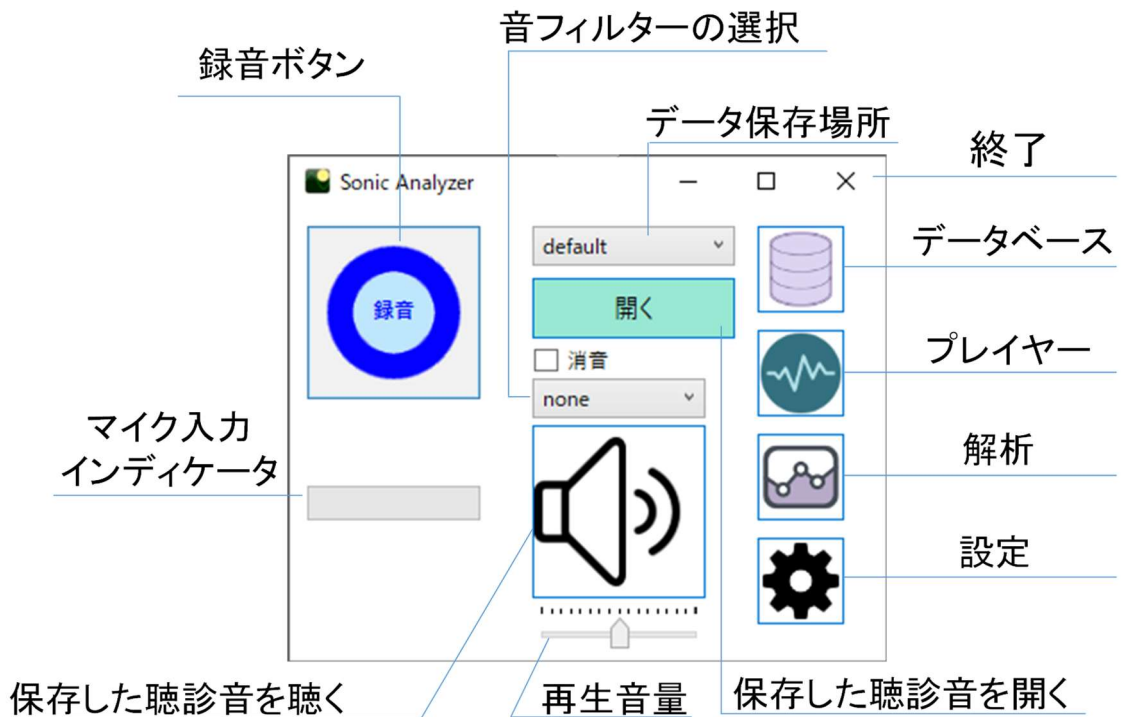 音フィルターの選択
録音ボタン
データ保存場所
終了
Sonic Analyzer
default
データベース
録音
開く
消音
プレイヤー
none
マイク入力
インディケータ
解析
設定
保存した聴診音を聴く
再生音量
保存した聴診音を開く